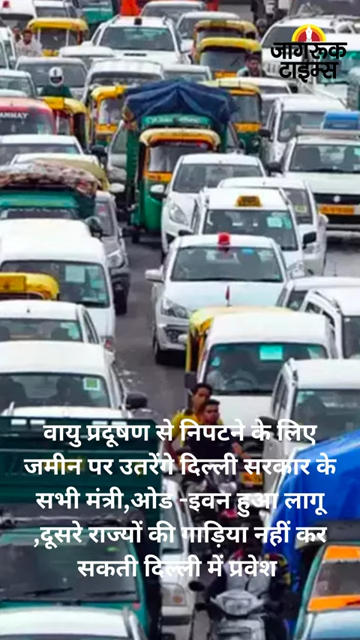 जागरूक
टाइम्स
वायु प्रदूषण से निपटने के लिए
जमीन पर उतरेंगे दिल्ली सरकार के
सभी मंत्री,ओड -इवन हुआ लागू
,दूसरे राज्यों की गाड़िया नहीं कर
सकती दिल्ली में प्रवेश